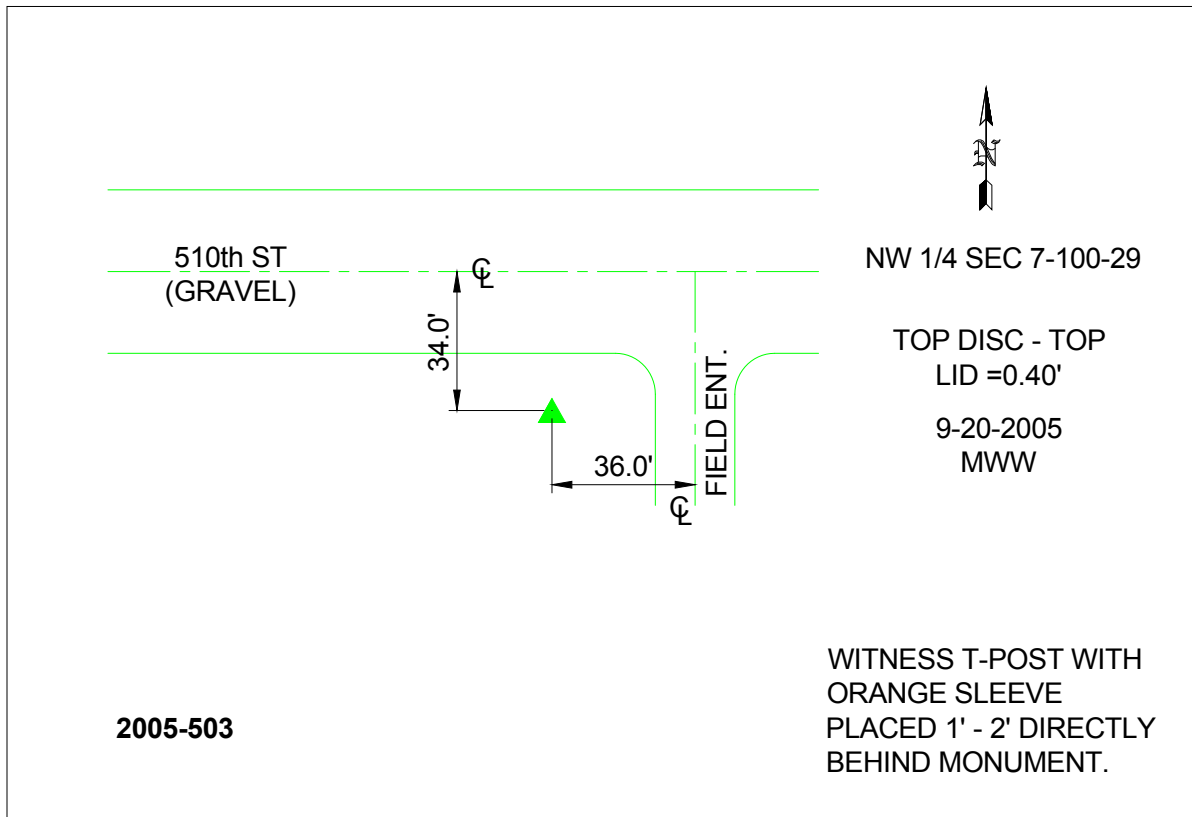 N
510th ST
(GRAVEL)
℄
34.0'
36.0'
℄
FIELD ENT.
NW 1/4 SEC 7-100-29
TOP DISC - TOP
LID =0.40'
9-20-2005
MWW
2005-503
WITNESS T-POST WITH
ORANGE SLEEVE
PLACED 1' - 2' DIRECTLY
BEHIND MONUMENT.